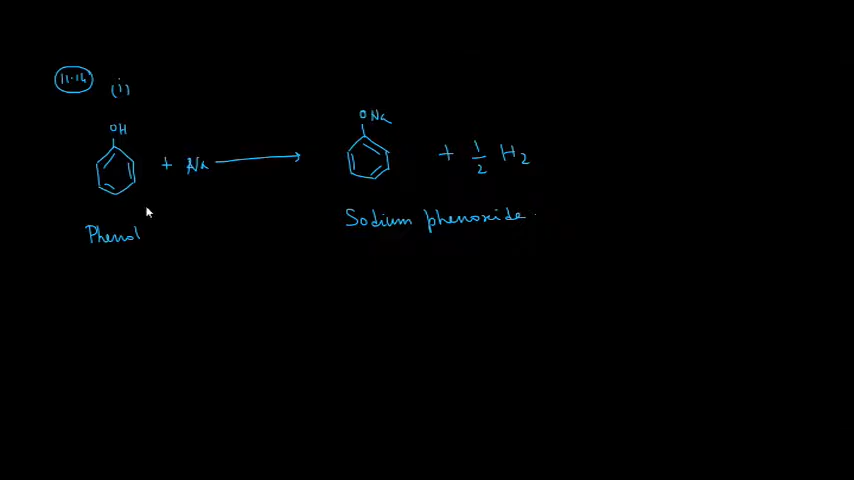 11.14 (i)
OH + Na ⟶ ONa + 1/2 H2
Phenol Sodium phenoxide.